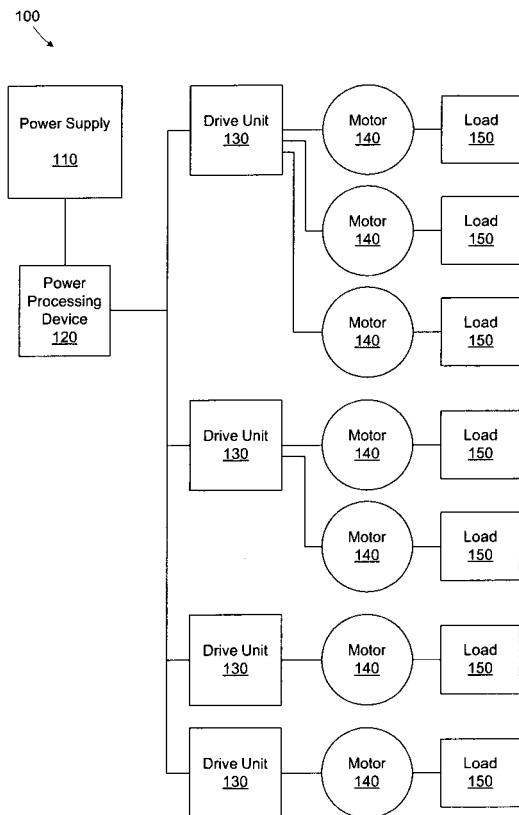 100
Power Supply
110
Power
Processing
Device
120
Drive Unit
130
Motor
140
Load
150
Motor
140
Load
150
Motor
140
Load
150
Drive Unit
130
Motor
140
Load
150
Motor
140
Load
150
Drive Unit
130
Motor
140
Load
150
Drive Unit
130
Motor
140
Load
150